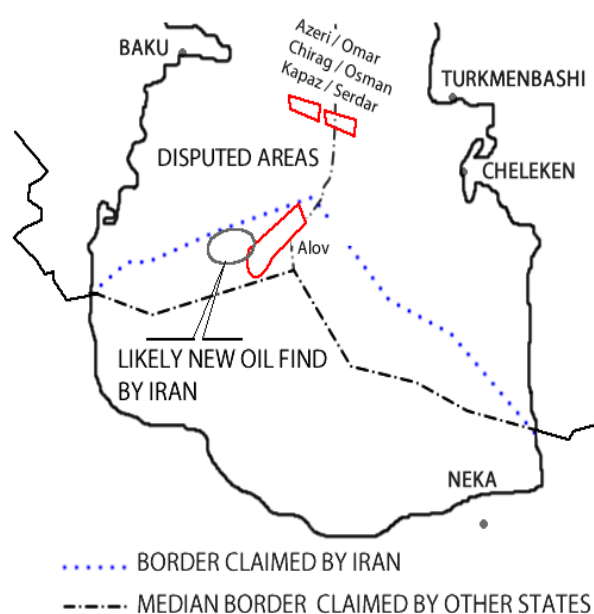 Azeri / Omar
Chirag / Osman
Kapaz / Serdar
BAKU
TURKMENBASHI
DISPUTED AREAS
CHELEKEN
Alov
LIKELY NEW OIL FIND
BY IRAN
NEKA
BORDER CLAIMED BY IRAN
MEDIAN BORDER CLAIMED BY OTHER STATES